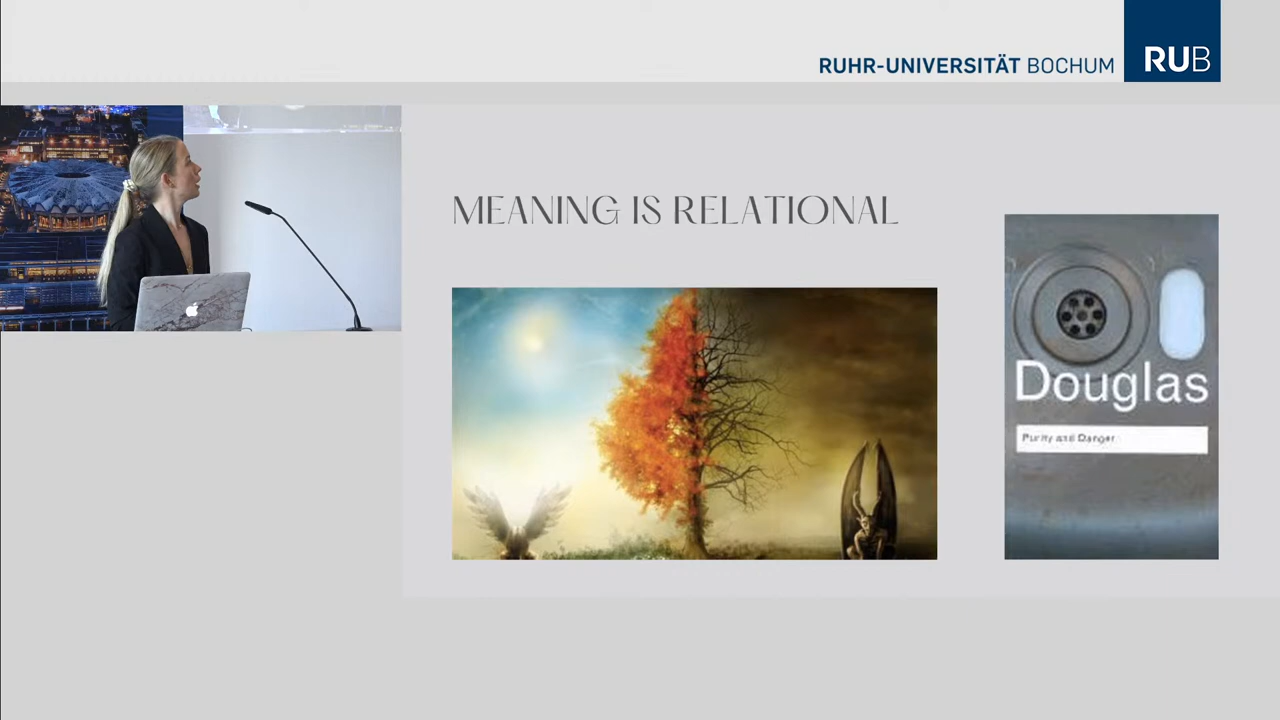 RUHR-UNIVERSITÄT BOCHUM
RUB
MEANING IS RELATIONAL
Douglas
Purity and Danger